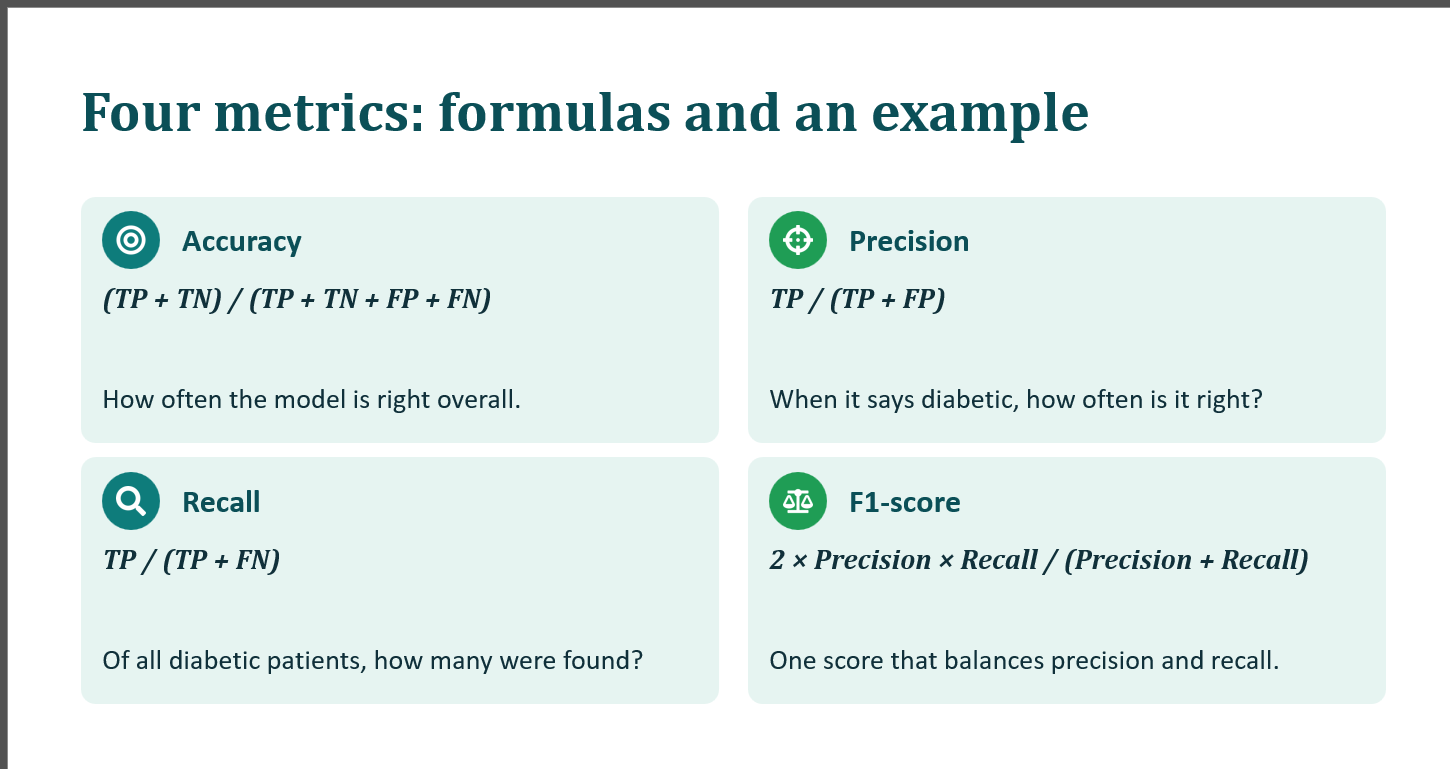 Four metrics: formulas and an example
Accuracy
(TP + TN) / (TP + TN + FP + FN)
How often the model is right overall.
Precision
TP / (TP + FP)
When it says diabetic, how often is it right?
Recall
TP / (TP + FN)
Of all diabetic patients, how many were found?
F1-score
2 × Precision × Recall / (Precision + Recall)
One score that balances precision and recall.